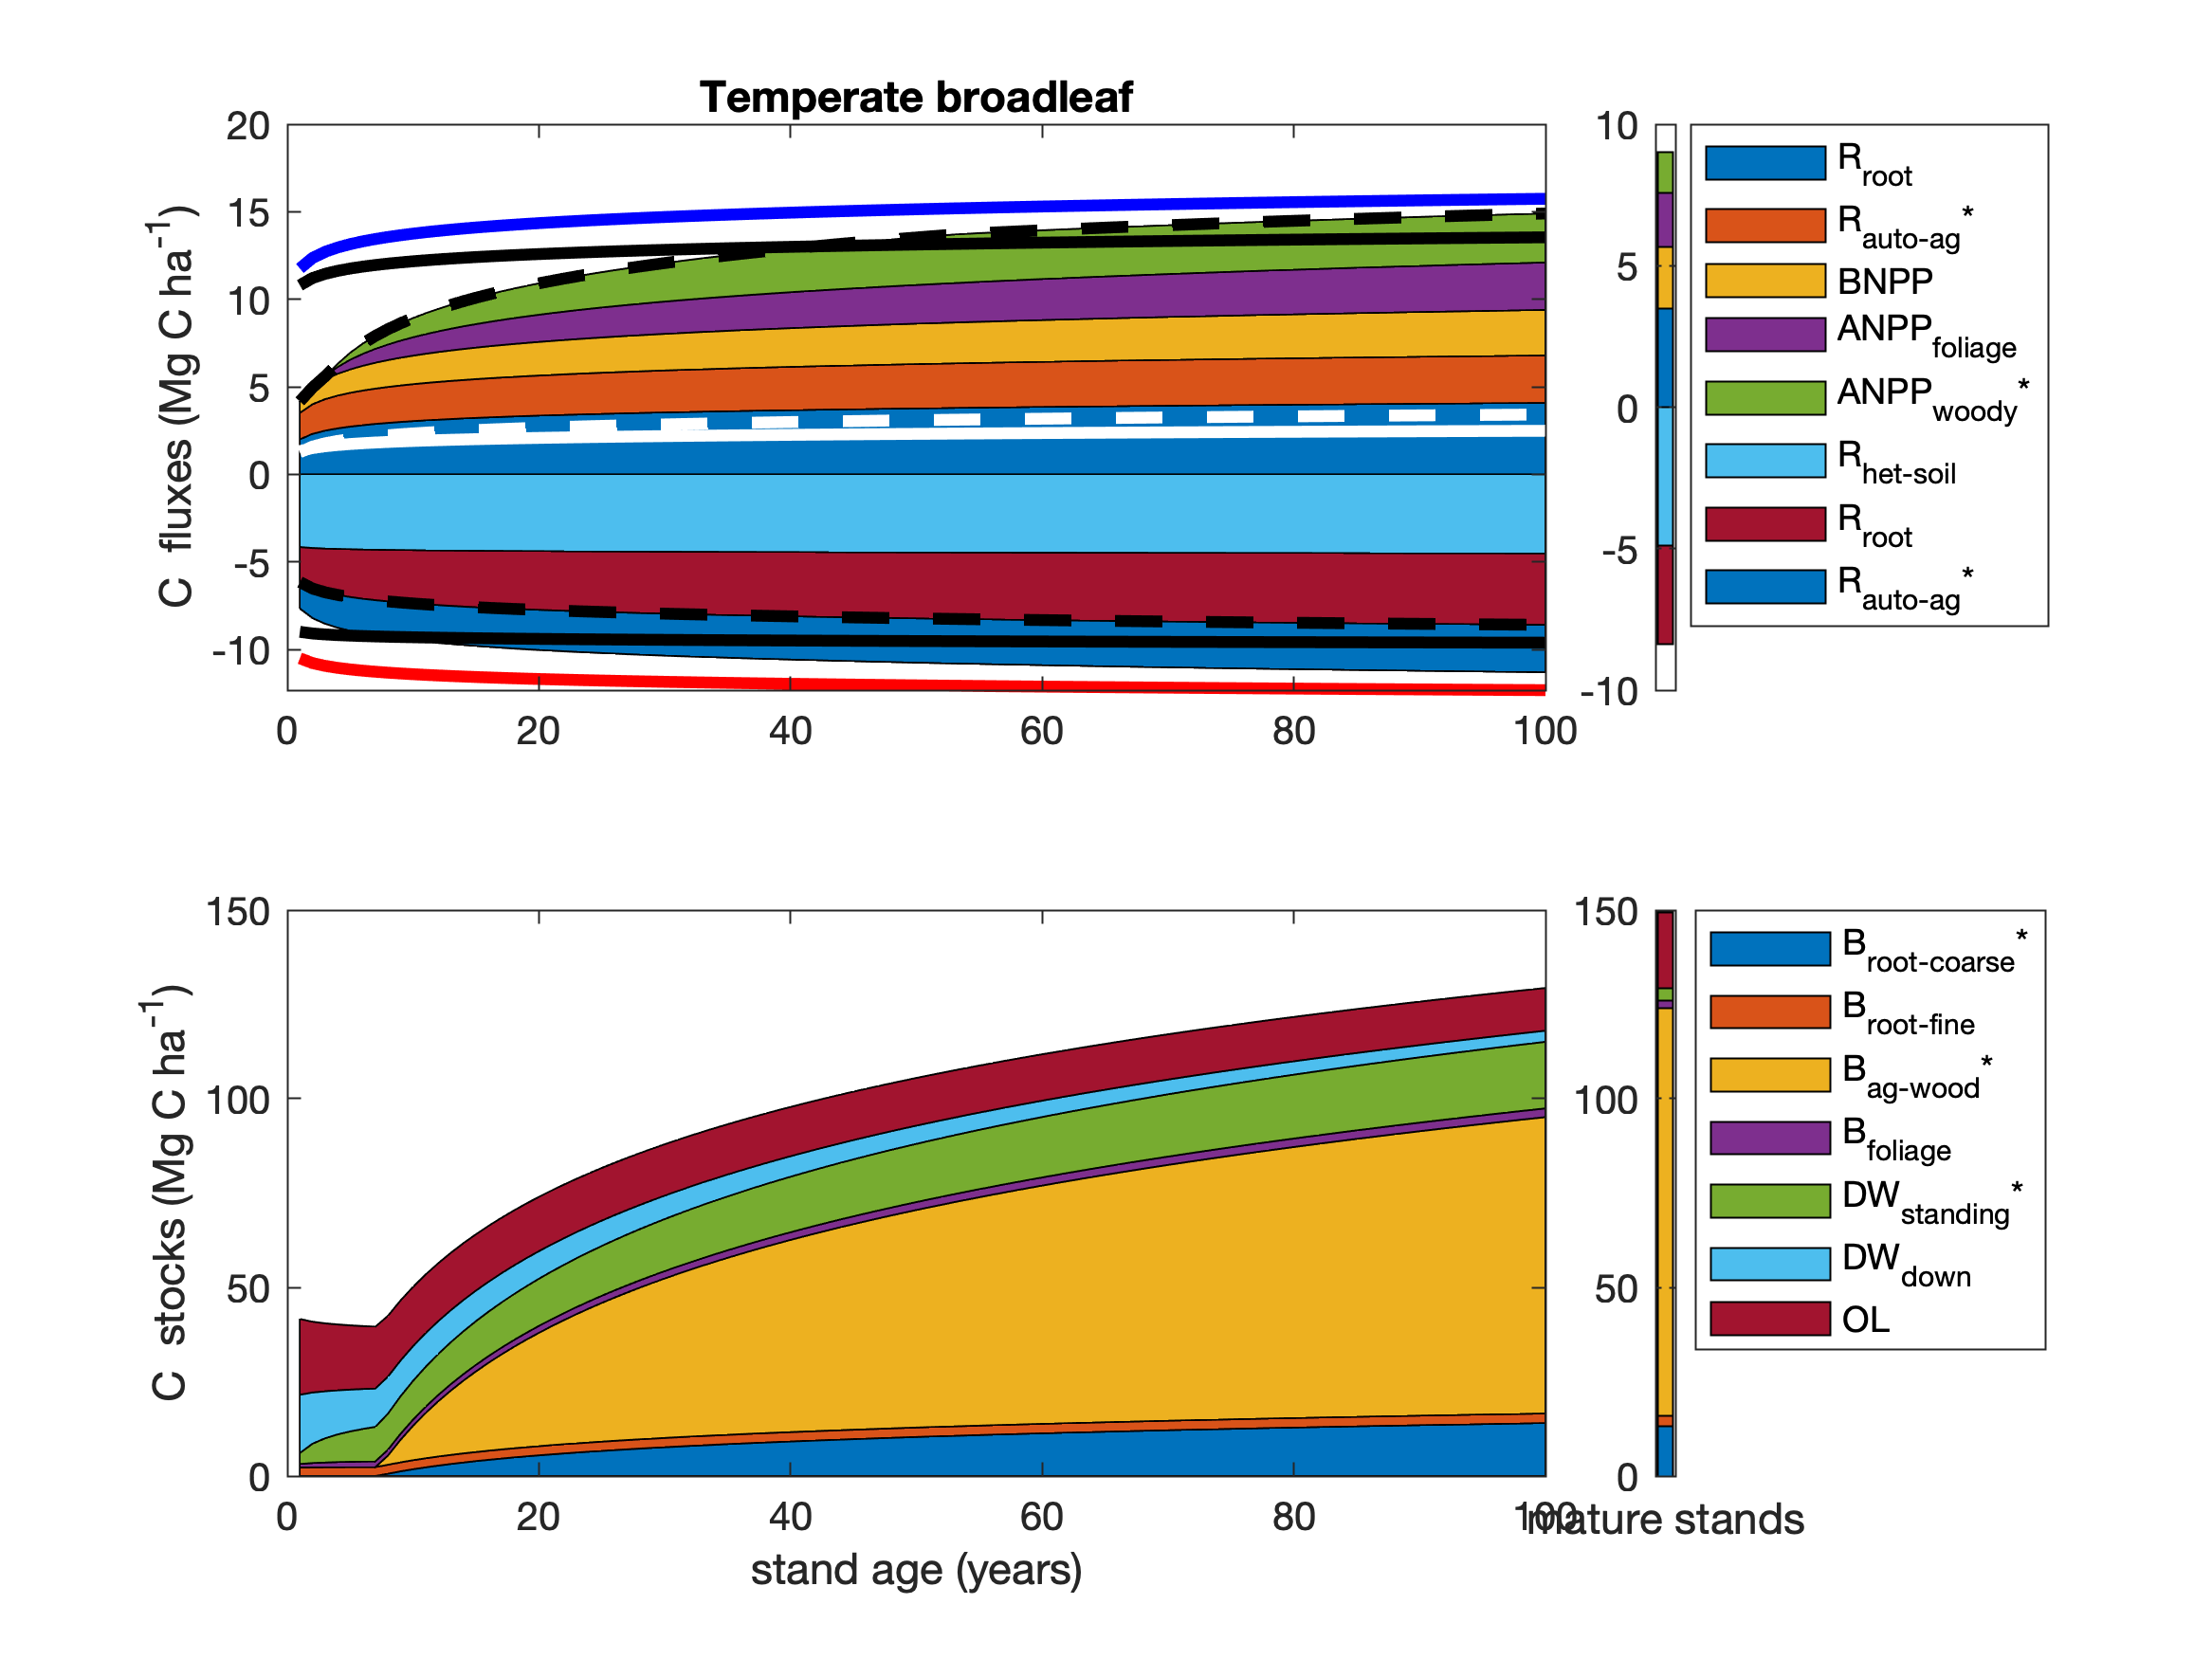 Temperate broadleaf
C fluxes (Mg C ha-1)
20
15
10
5
0
-5
-10
0 20 40 60 80 100
10
5
0
-5
-10
Rroot
Rauto-ag*
BNPP
ANPPfoliage
ANPPwoody*
Rhet-soil
Rroot
Rauto-ag*
C stocks (Mg C ha-1)
150
100
50
0
0 20 40 60 80 100
stand age (years)
150
100
50
0
mature stands
Broot-coarse*
Broot-fine
Bag-wood*
Bfoliage
DWstanding*
DWdown
OL